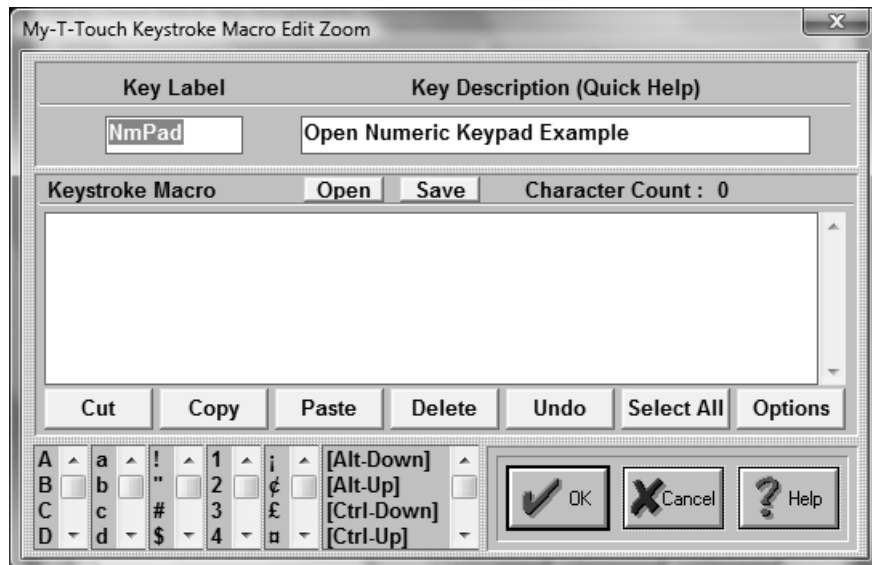 My-T-Touch Keystroke Macro Edit Zoom
X
Key Label Key Description (Quick Help)
NmPad Open Numeric Keypad Example
Keystroke Macro Open Save Character Count : 0
Cut Copy Paste Delete Undo Select All Options
A a ! 1 ¡ [Alt-Down]
B b " 2 ¢ [Alt-Up]
C c # 3 £ [Ctrl-Down]
D d $ 4 ¤ [Ctrl-Up]
OK Cancel Help